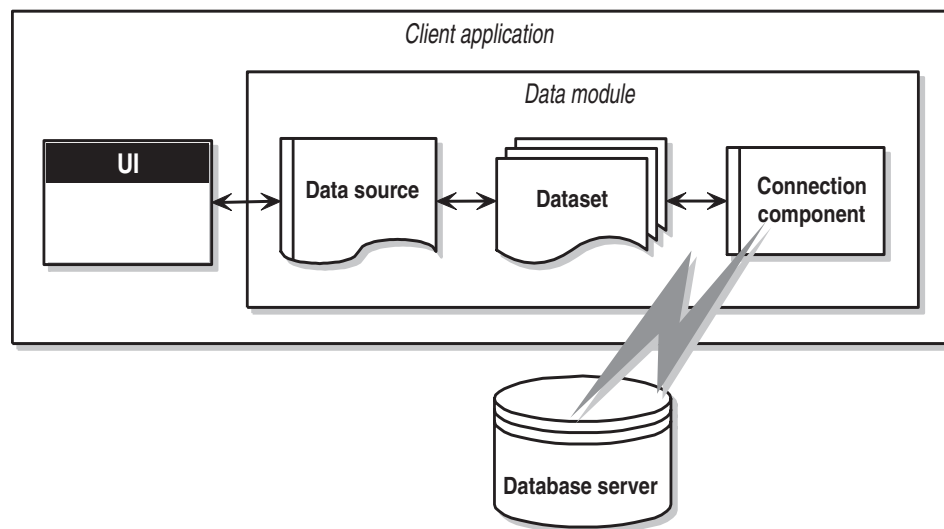 Client application
Data module
UI
Data source
Dataset
Connection
component
Database server